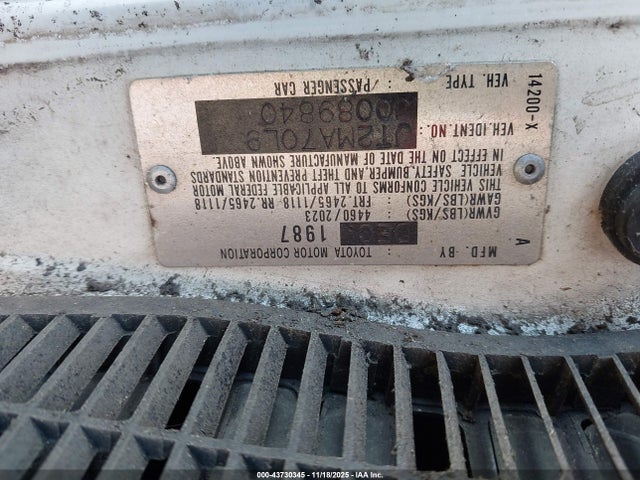 MFD. BY TOYOTA MOTOR CORPORATION
A 1987
GVWR(LBS/KGS) 4460/2023
GAWR(LBS/KGS) FRT. 2465/1118 RR. 2465/1118
THIS VEHICLE CONFORMS TO ALL APPLICABLE FEDERAL MOTOR
VEHICLE SAFETY, BUMPER, AND THEFT PREVENTION STANDARDS
IN EFFECT ON THE DATE OF MANUFACTURE SHOWN ABOVE.
VEH. IDENT. NO.: JT2MA70L8
J0089840
VEH. TYPE /PASSENGER CAR
14200-X
000-43730345 11/18/2025 IAA Inc.